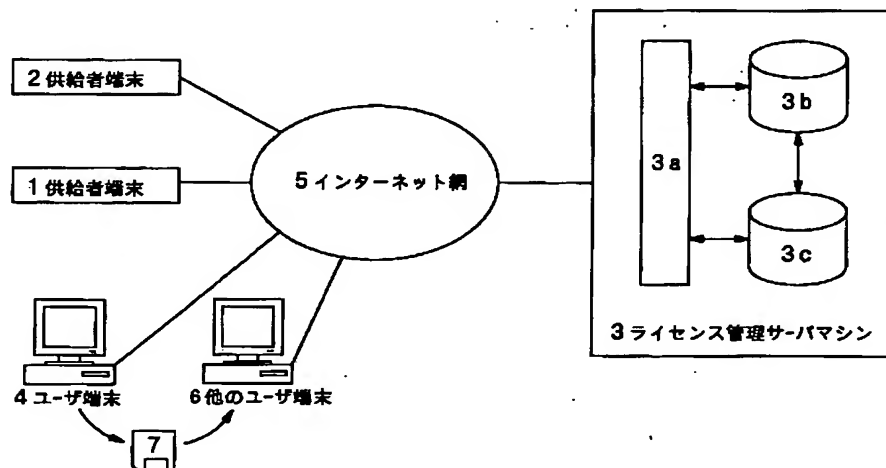 2 供給者端末
1 供給者端末
5 インターネット網
3a
3b
3c
3 ライセンス管理サーバマシン
4 ユーザ端末
6 他のユーザ端末
7